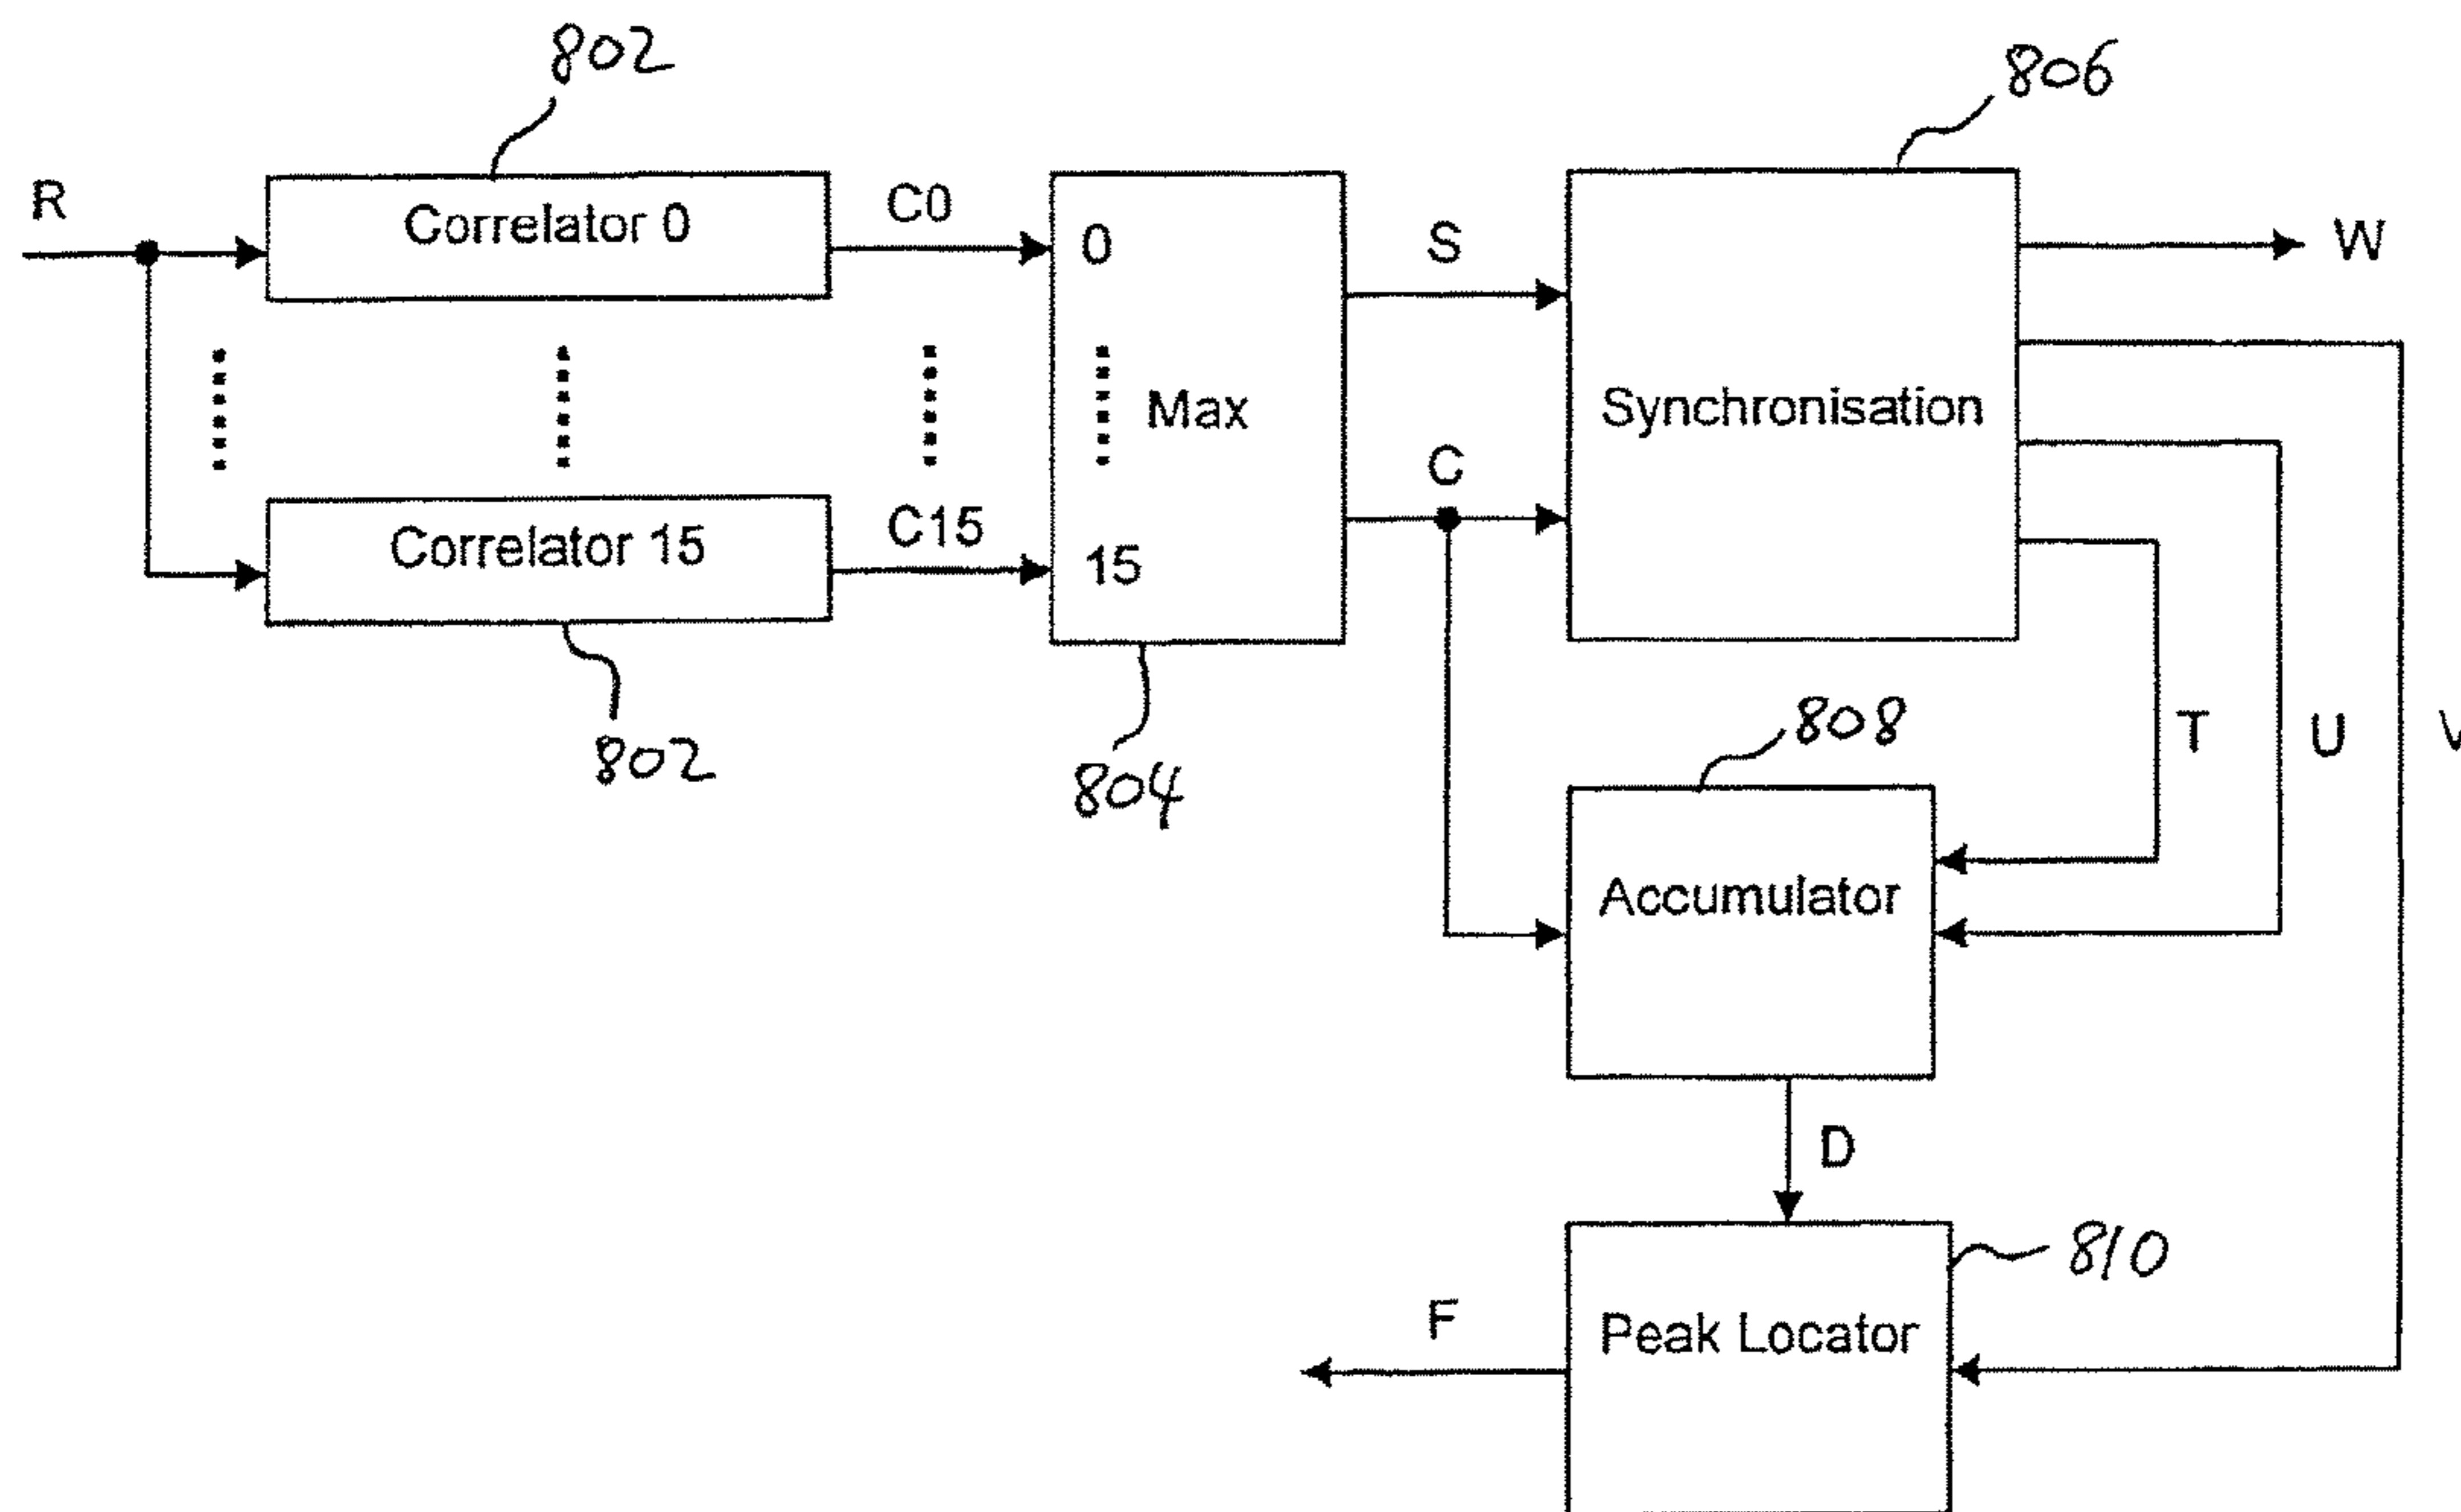 802
806
R
Correlator 0
C0
0
S
W
Max
Synchronisation
C
Correlator 15
C15
15
802
804
808
T
U
V
Accumulator
D
810
F
Peak Locator